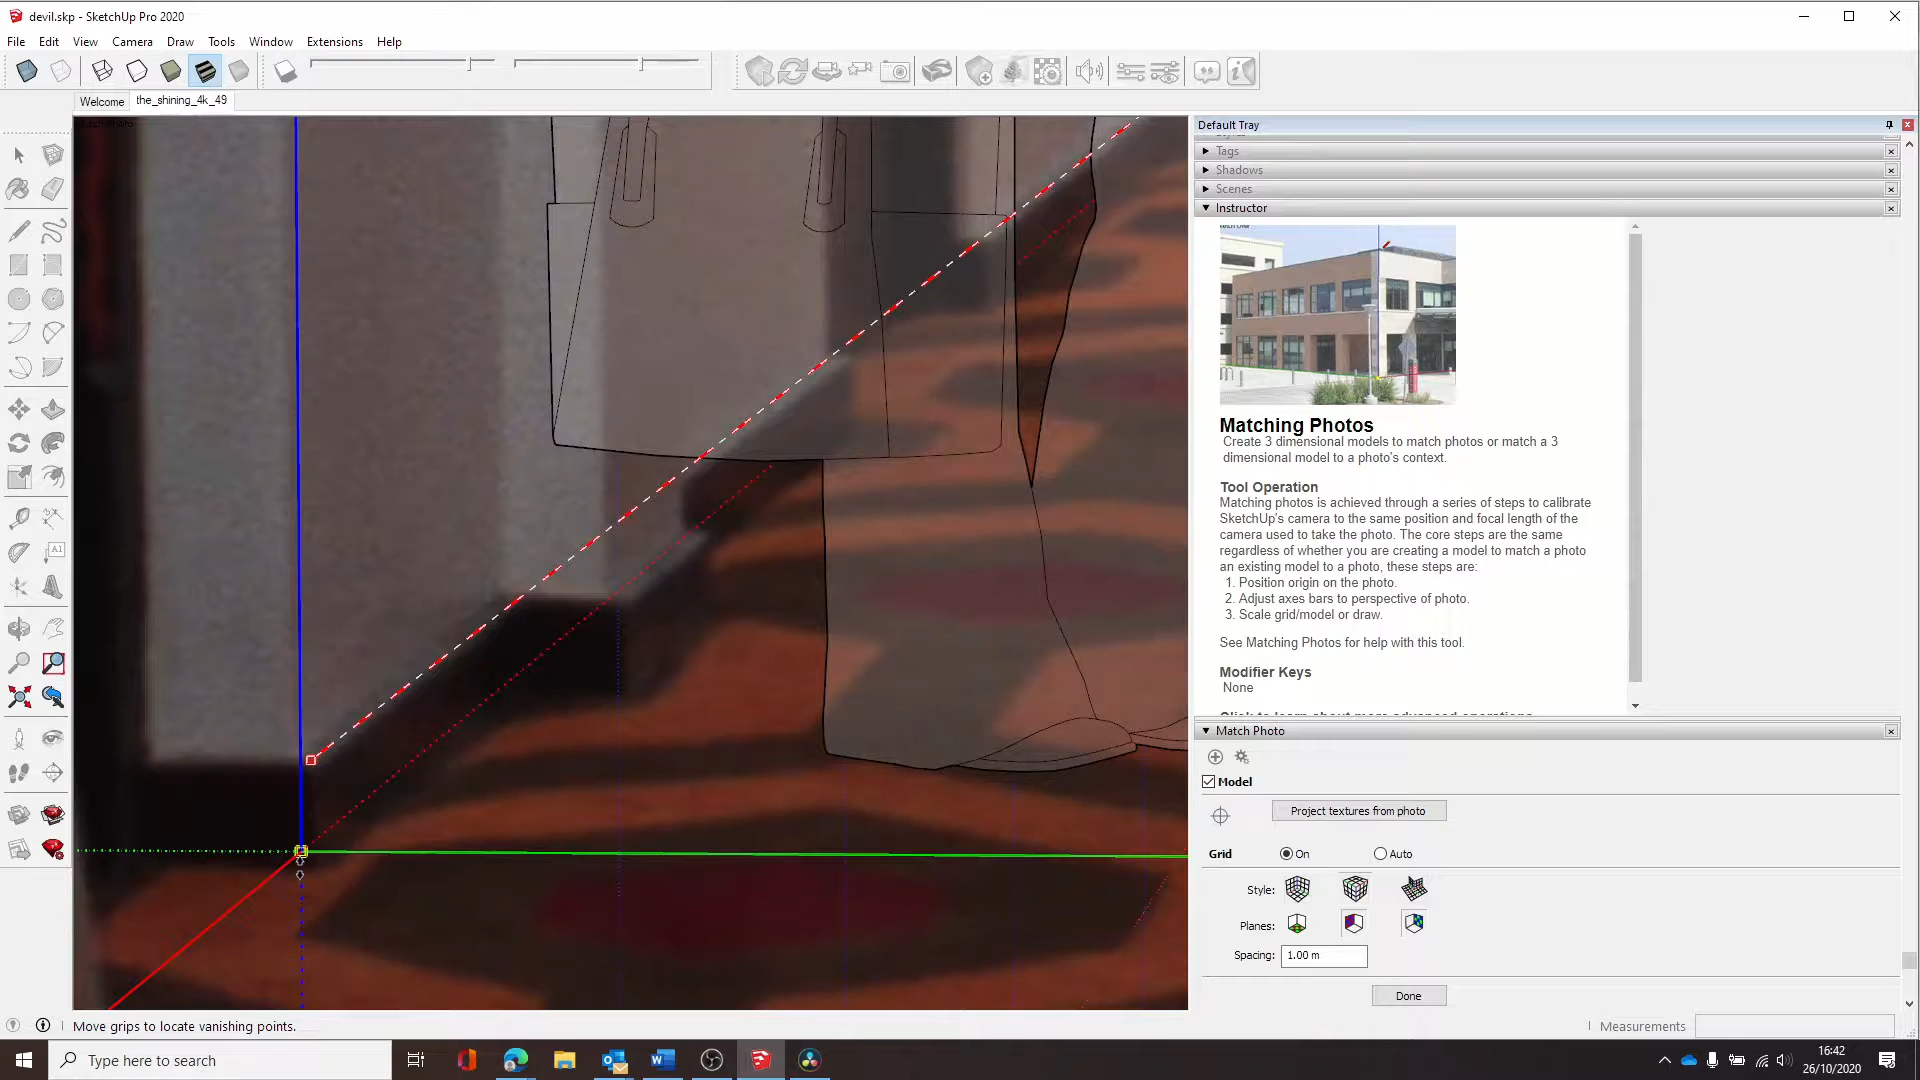 devil.skp - SketchUp Pro 2020
File Edit View Camera Draw Tools Window Extensions Help
Welcome the_shining_4k_49
Default Tray
Tags
Shadows
Scenes
Instructor
A1
Matching Photos
Create 3 dimensional models to match photos or match a 3
dimensional model to a photo's context.
Tool Operation
Matching photos is achieved through a series of steps to calibrate
SketchUp's camera to the same position and focal length of the
camera used to take the photo. The core steps are the same
regardless of whether you are creating a model to match a photo
an existing model to a photo, these steps are:
1. Position origin on the photo.
2. Adjust axes bars to perspective of photo.
3. Scale grid/model or draw.
See Matching Photos for help with this tool.
Modifier Keys
None
Match Photo
Model
Project textures from photo
Grid On Auto
Style:
Planes:
Spacing: 1.00 m
Done
Move grips to locate vanishing points.
Measurements
Type here to search
16:42
26/10/2020